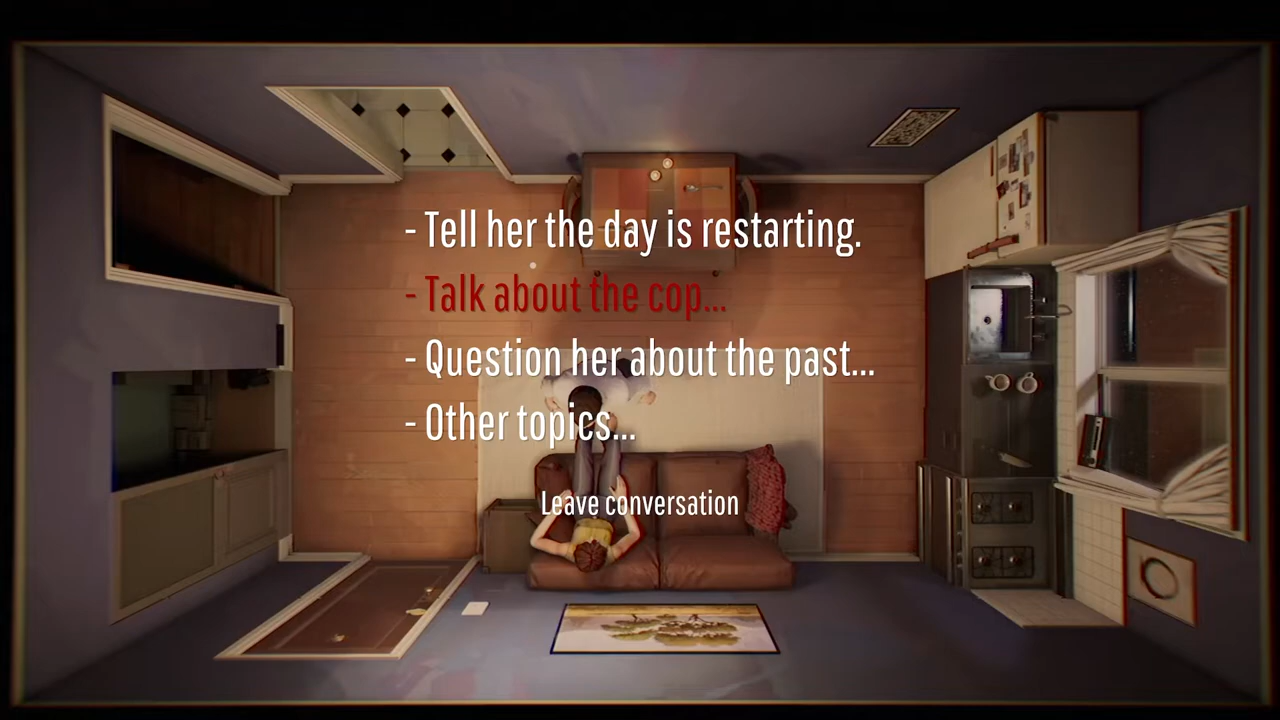 - Tell her the day is restarting.
- Talk about the cop...
- Question her about the past...
- Other topics...
Leave conversation